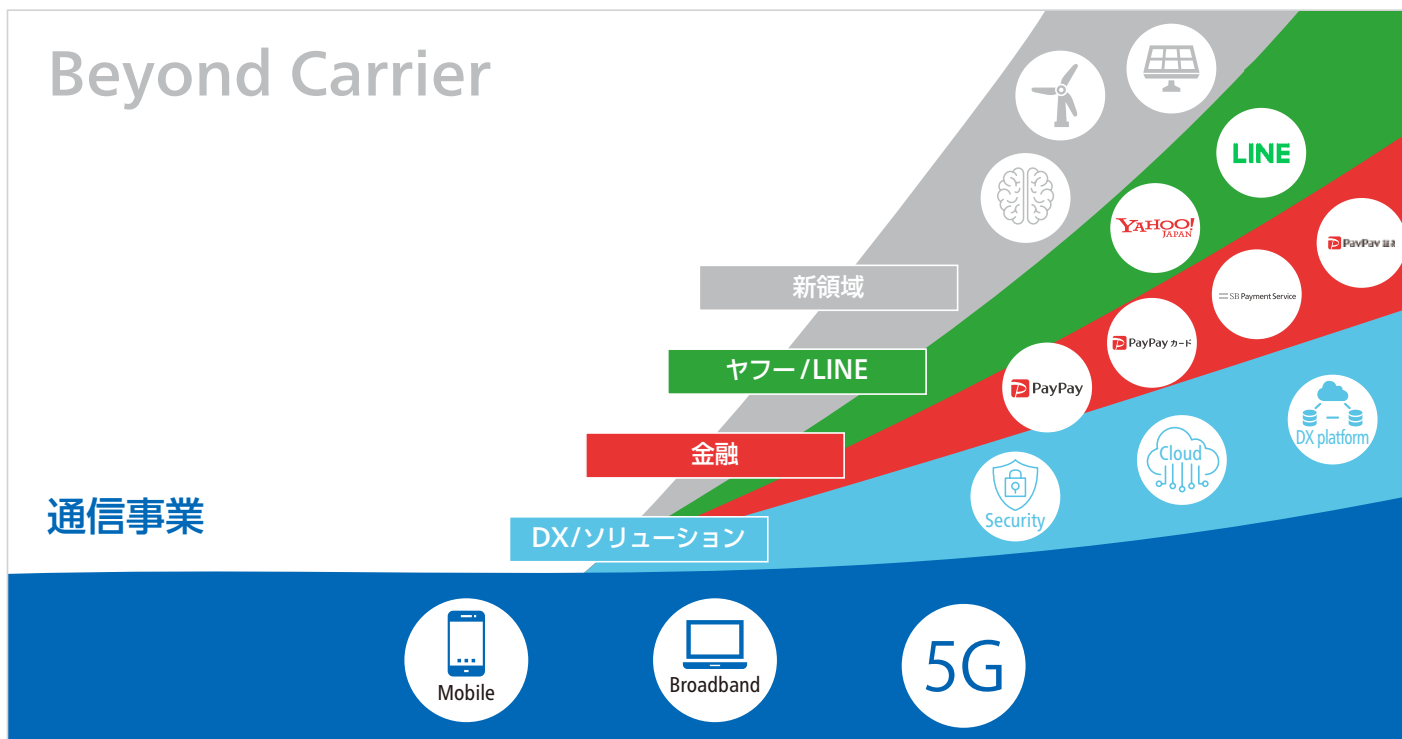 Beyond Carrier
LINE
YAHOO!
JAPAN
PayPay
SB Payment Service
新領域
PayPay カード
ヤフー/LINE
PayPay
DX platform
金融
Cloud
Security
通信事業
DX/ソリューション
5G
Mobile
Broadband